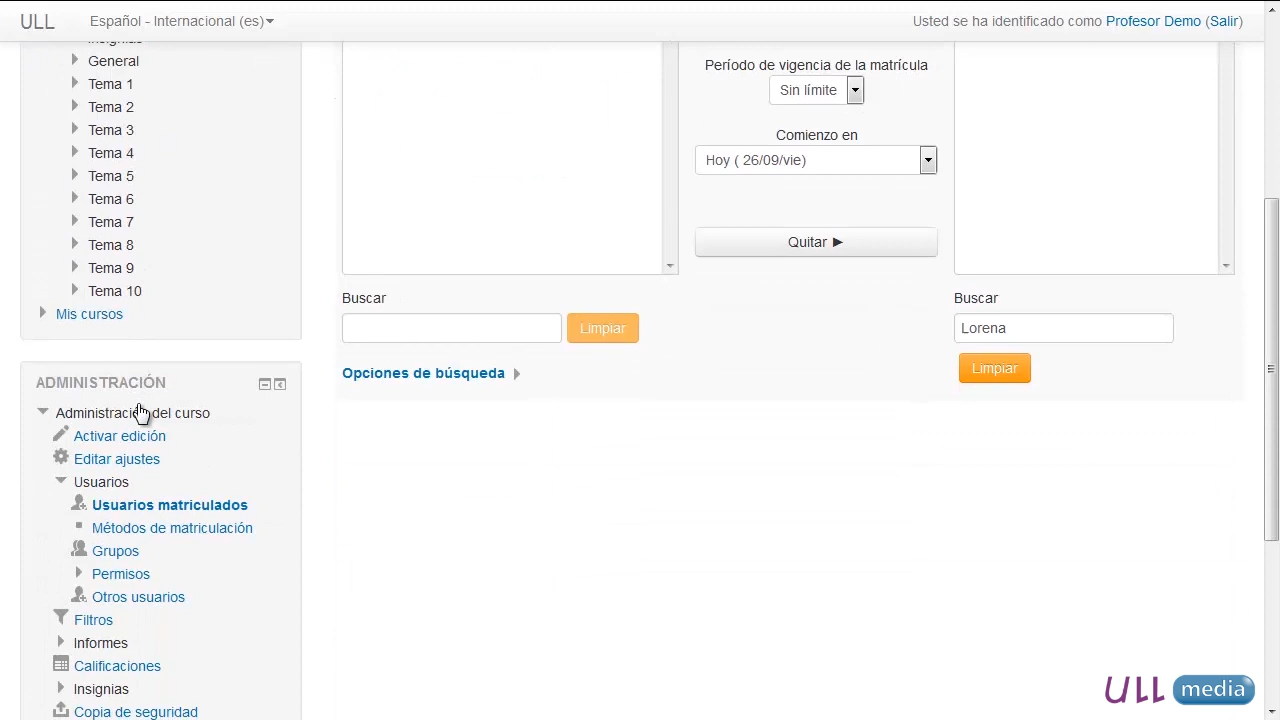 ULL
Español - Internacional (es)
Usted se ha identificado como Profesor Demo (Salir)
Insignias
General
Tema 1
Tema 2
Tema 3
Tema 4
Tema 5
Tema 6
Tema 7
Tema 8
Tema 9
Tema 10
Mis cursos
ADMINISTRACIÓN
Administración del curso
Activar edición
Editar ajustes
Usuarios
Usuarios matriculados
Métodos de matriculación
Grupos
Permisos
Otros usuarios
Filtros
Informes
Calificaciones
Insignias
Copia de seguridad
Buscar
Limpiar
Opciones de búsqueda
Período de vigencia de la matrícula
Sin límite
Comienzo en
Hoy ( 26/09/vie)
Quitar ►
Buscar
Lorena
Limpiar
ULL media